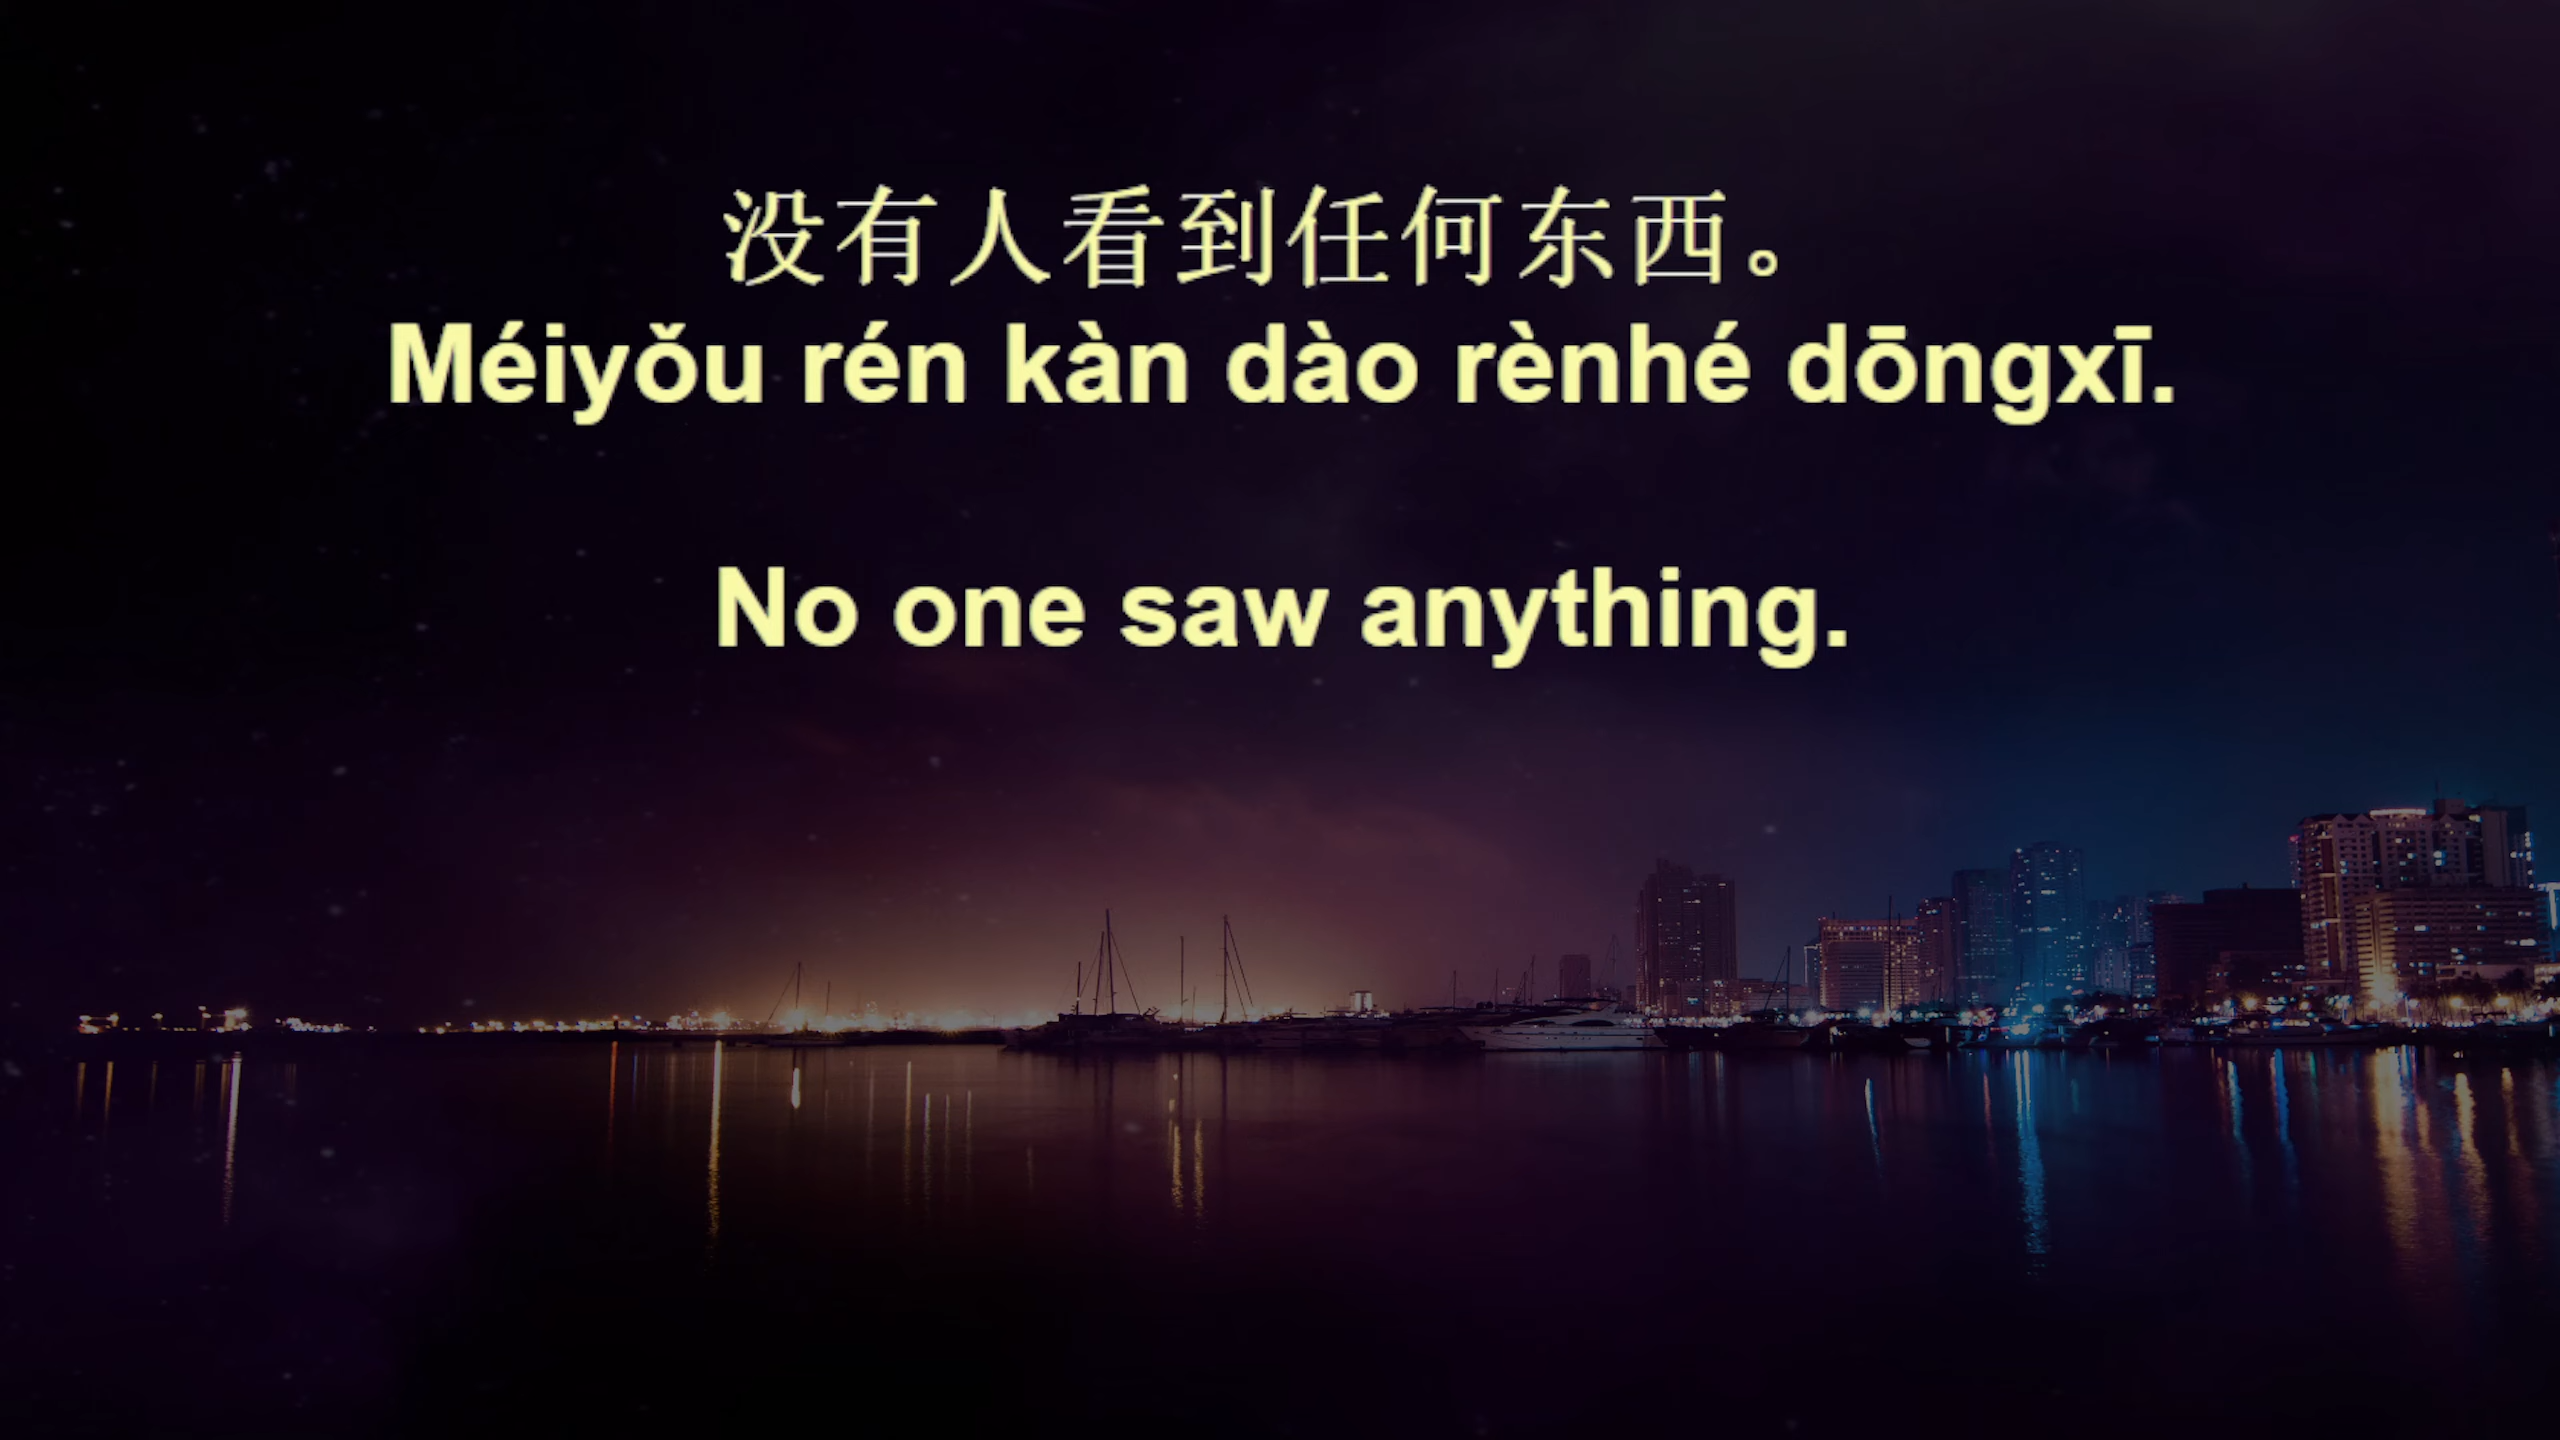 没有人看到任何东西。
Méiyǒu rén kàn dào rènhé dōngxī.
No one saw anything.